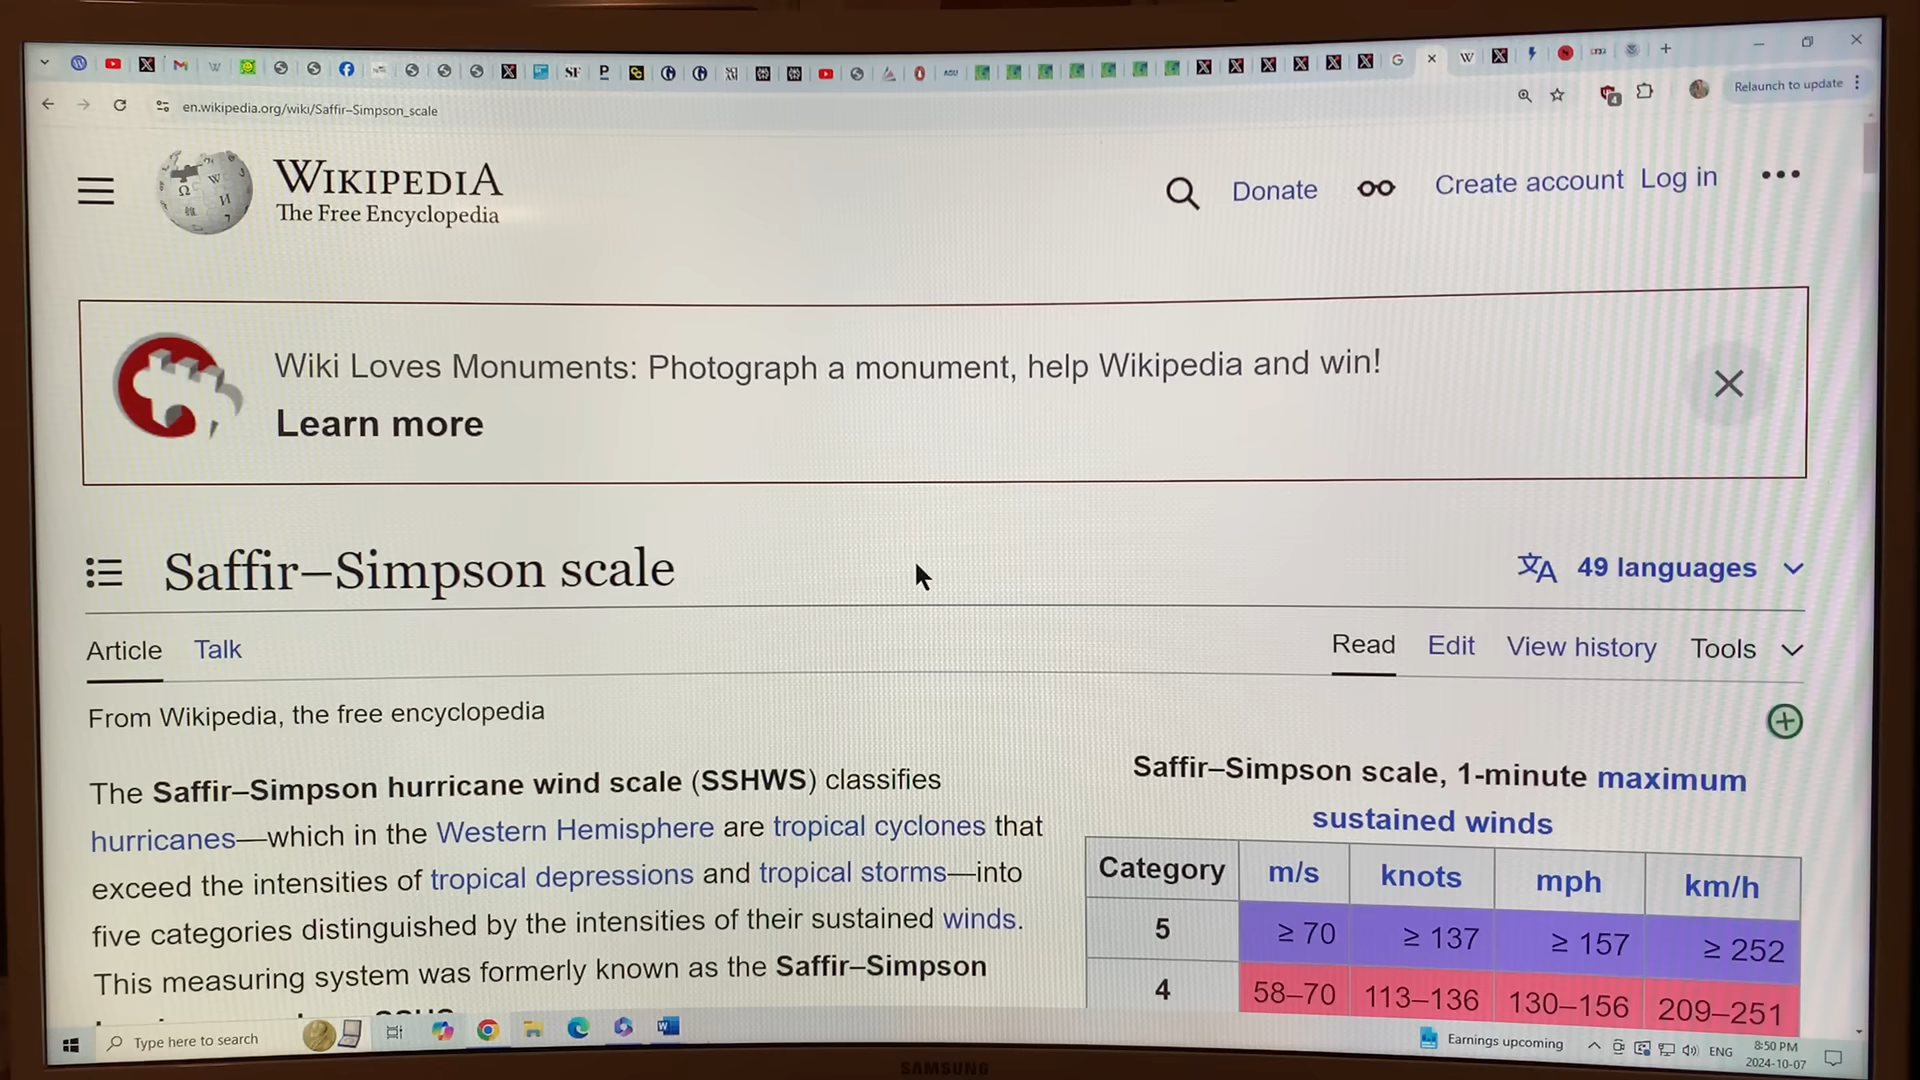 en.wikipedia.org/wiki/Saffir–Simpson_scale
Relaunch to update
WIKIPEDIA
The Free Encyclopedia
Donate
Create account
Log in
Wiki Loves Monuments: Photograph a monument, help Wikipedia and win!
Learn more
Saffir–Simpson scale
49 languages
Article
Talk
Read
Edit
View history
Tools
From Wikipedia, the free encyclopedia
The Saffir–Simpson hurricane wind scale (SSHWS) classifies
hurricanes—which in the Western Hemisphere are tropical cyclones that
exceed the intensities of tropical depressions and tropical storms—into
five categories distinguished by the intensities of their sustained winds.
This measuring system was formerly known as the Saffir–Simpson
Saffir–Simpson scale, 1-minute maximum
sustained winds
Category m/s knots mph km/h
5 ≥ 70 ≥ 137 ≥ 157 ≥ 252
4 58–70 113–136 130–156 209–251
Type here to search
Earnings upcoming
ENG
8:50 PM
2024-10-07
SAMSUNG